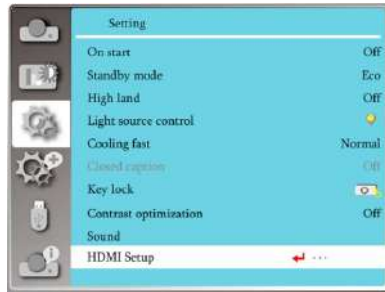 Setting
On start Off
Standby mode Eco
High land Off
Light source control
Cooling fast Normal
Closed caption Off
Key lock
Contrast optimization Off
Sound
HDMI Setup ...